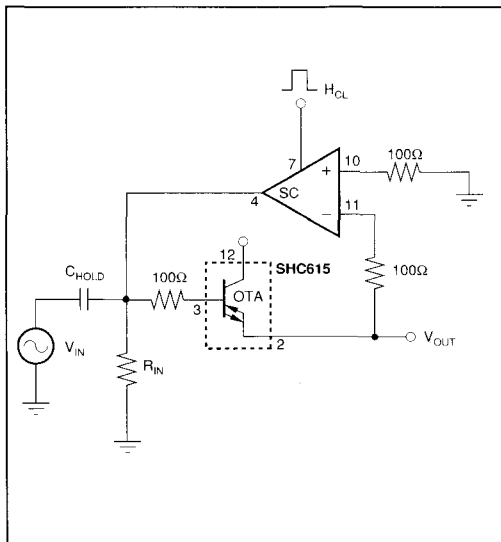 H_CL
7
10
100Ω
+
SC
4
11
−
12
SHC615
100Ω
C_HOLD
100Ω
OTA
3
2
V_OUT
V_IN
R_IN